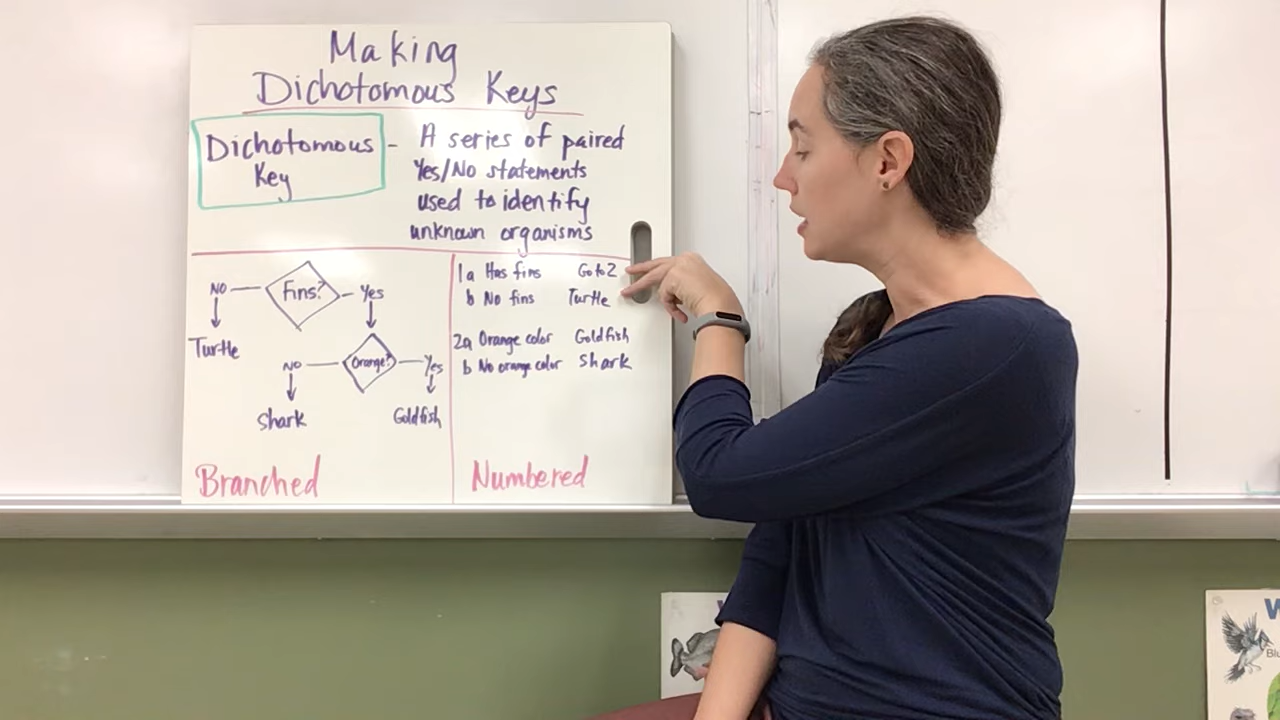 Making
Dichotomous Keys
Dichotomous
Key
- A series of paired
Yes/No statements
used to identify
unknown organisms
Fins?
NO
Yes
Turtle
Orange?
NO
Yes
Shark
Goldfish
Branched
1a Has fins Go to 2
b No fins Turtle
2a Orange color Goldfish
b No orange color Shark
Numbered